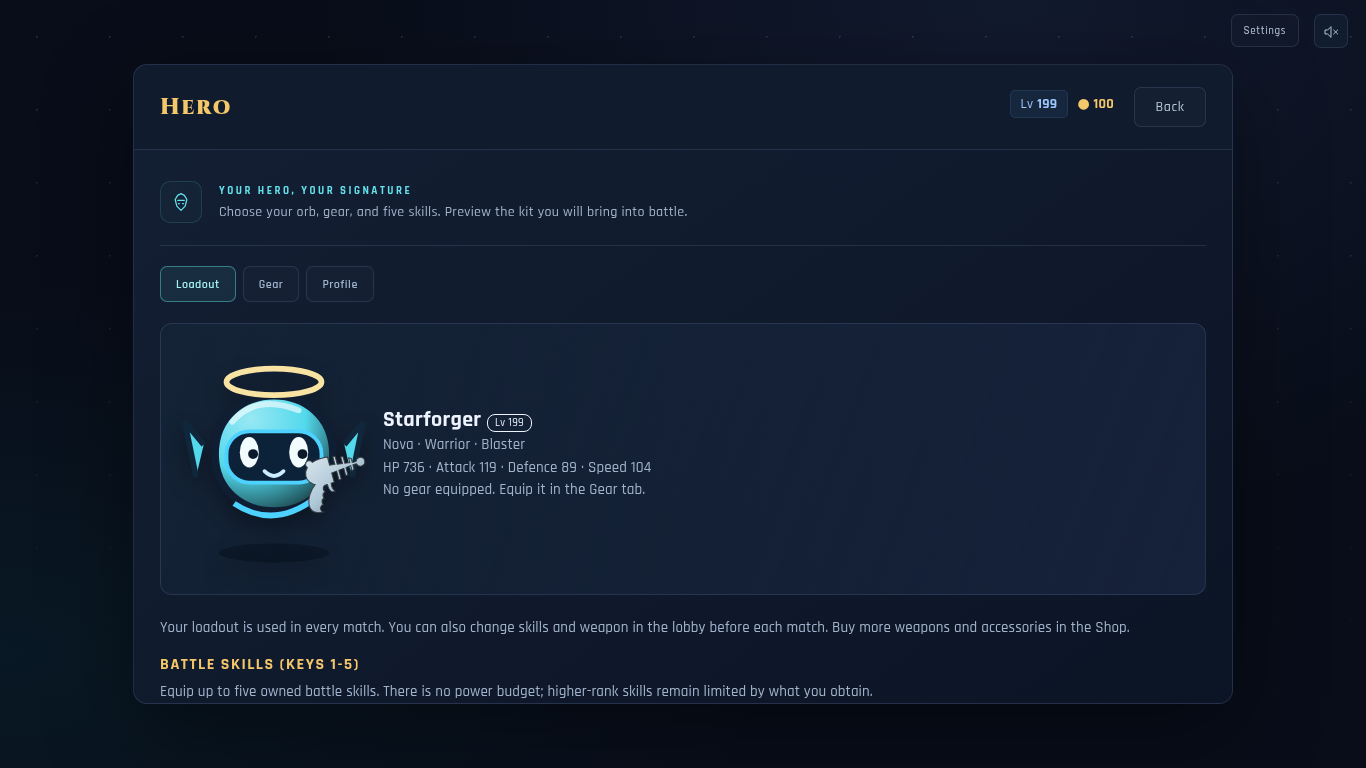 Settings
Hero
Lv 199
100
Back
YOUR HERO, YOUR SIGNATURE
Choose your orb, gear, and five skills. Preview the kit you will bring into battle.
Loadout
Gear
Profile
Starforger Lv 199
Nova · Warrior · Blaster
HP 736 · Attack 119 · Defence 89 · Speed 104
No gear equipped. Equip it in the Gear tab.
Your loadout is used in every match. You can also change skills and weapon in the lobby before each match. Buy more weapons and accessories in the Shop.
BATTLE SKILLS (KEYS 1-5)
Equip up to five owned battle skills. There is no power budget; higher-rank skills remain limited by what you obtain.